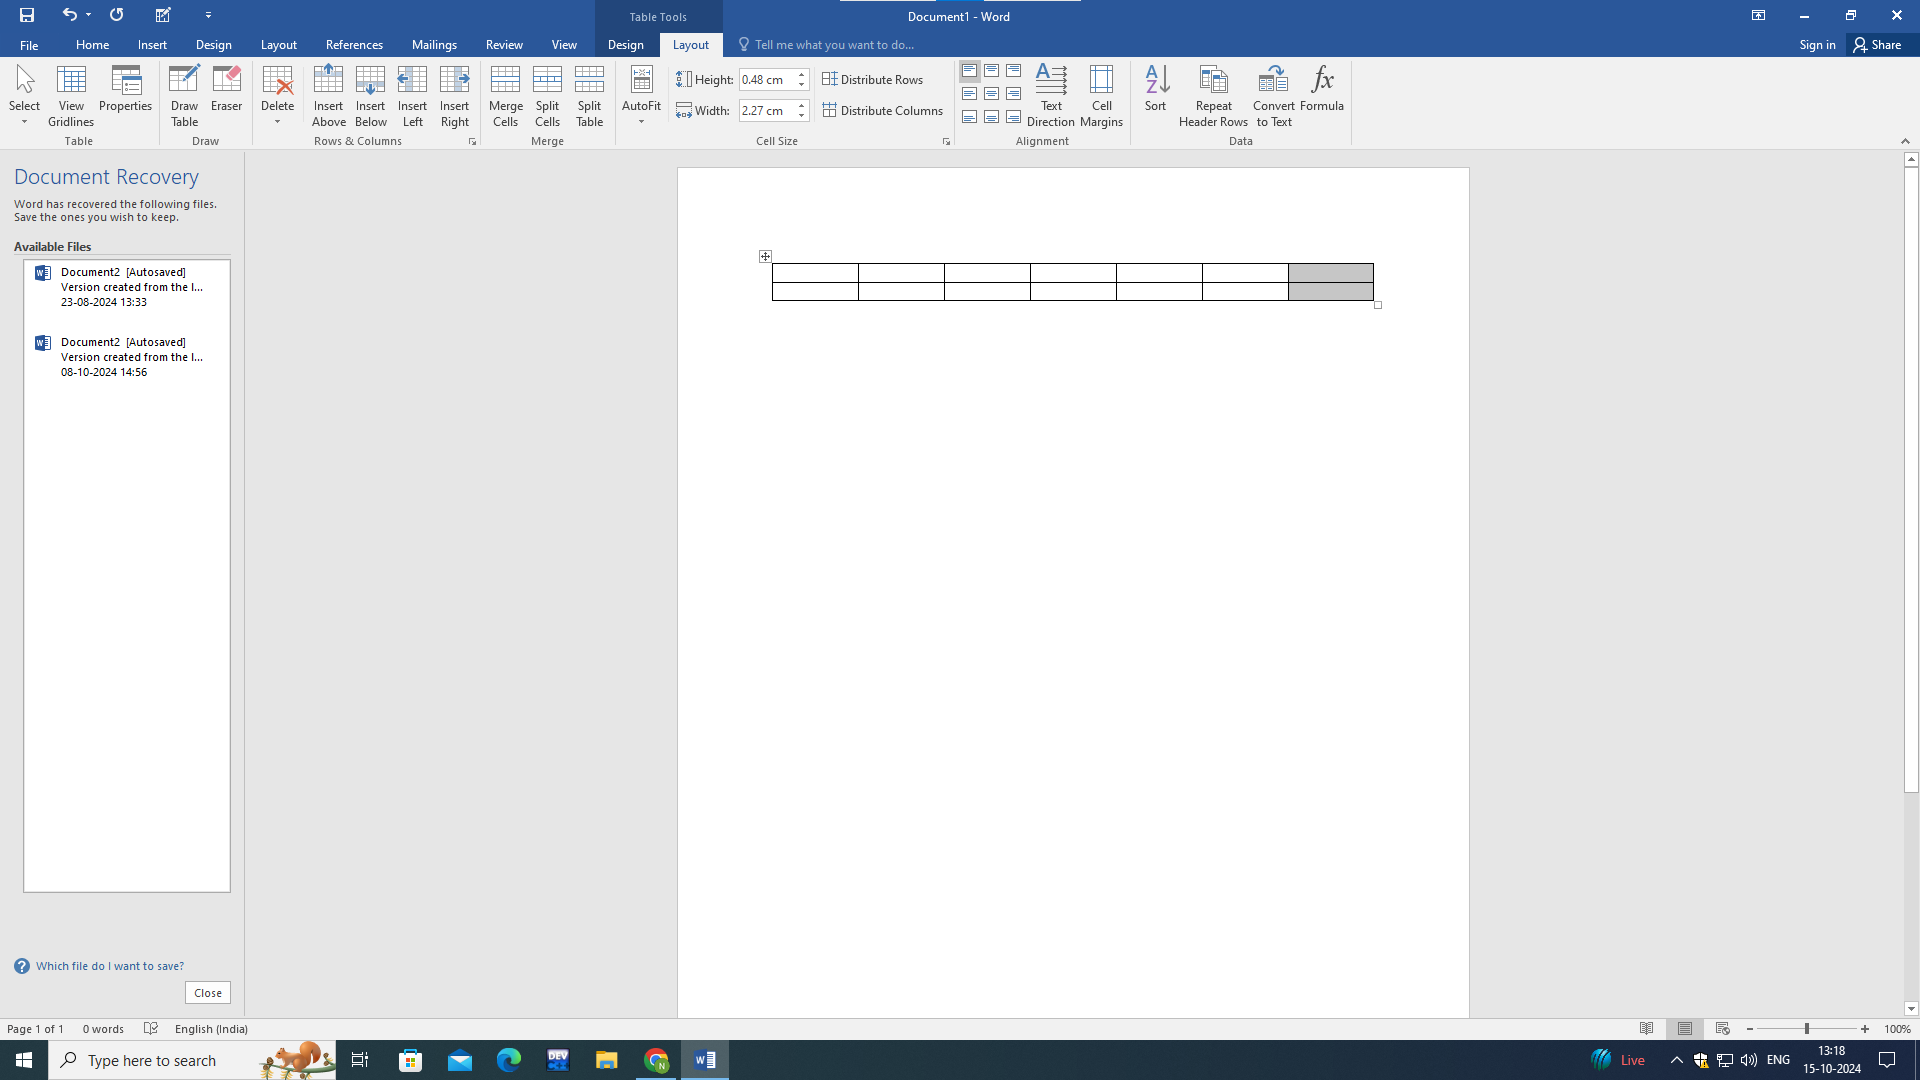 Table Tools
Document1 - Word
File Home Insert Design Layout References Mailings Review View Design Layout Tell me what you want to do... Sign in Share
Select View Gridlines Properties Draw Table Eraser Delete Insert Above Insert Below Insert Left Insert Right Merge Cells Split Cells Split Table AutoFit
Height: 0.48 cm Distribute Rows
Width: 2.27 cm Distribute Columns
Text Direction Cell Margins Sort Repeat Header Rows Convert to Text Formula
Table Draw Rows & Columns Merge Cell Size Alignment Data
Document Recovery
Word has recovered the following files.
Save the ones you wish to keep.
Available Files
Document2 [Autosaved]
Version created from the l...
23-08-2024 13:33
Document2 [Autosaved]
Version created from the l...
08-10-2024 14:56
? Which file do I want to save?
Close
Page 1 of 1 0 words English (India) 100%
Type here to search
DEV
N
W
Live
ENG
13:18
15-10-2024